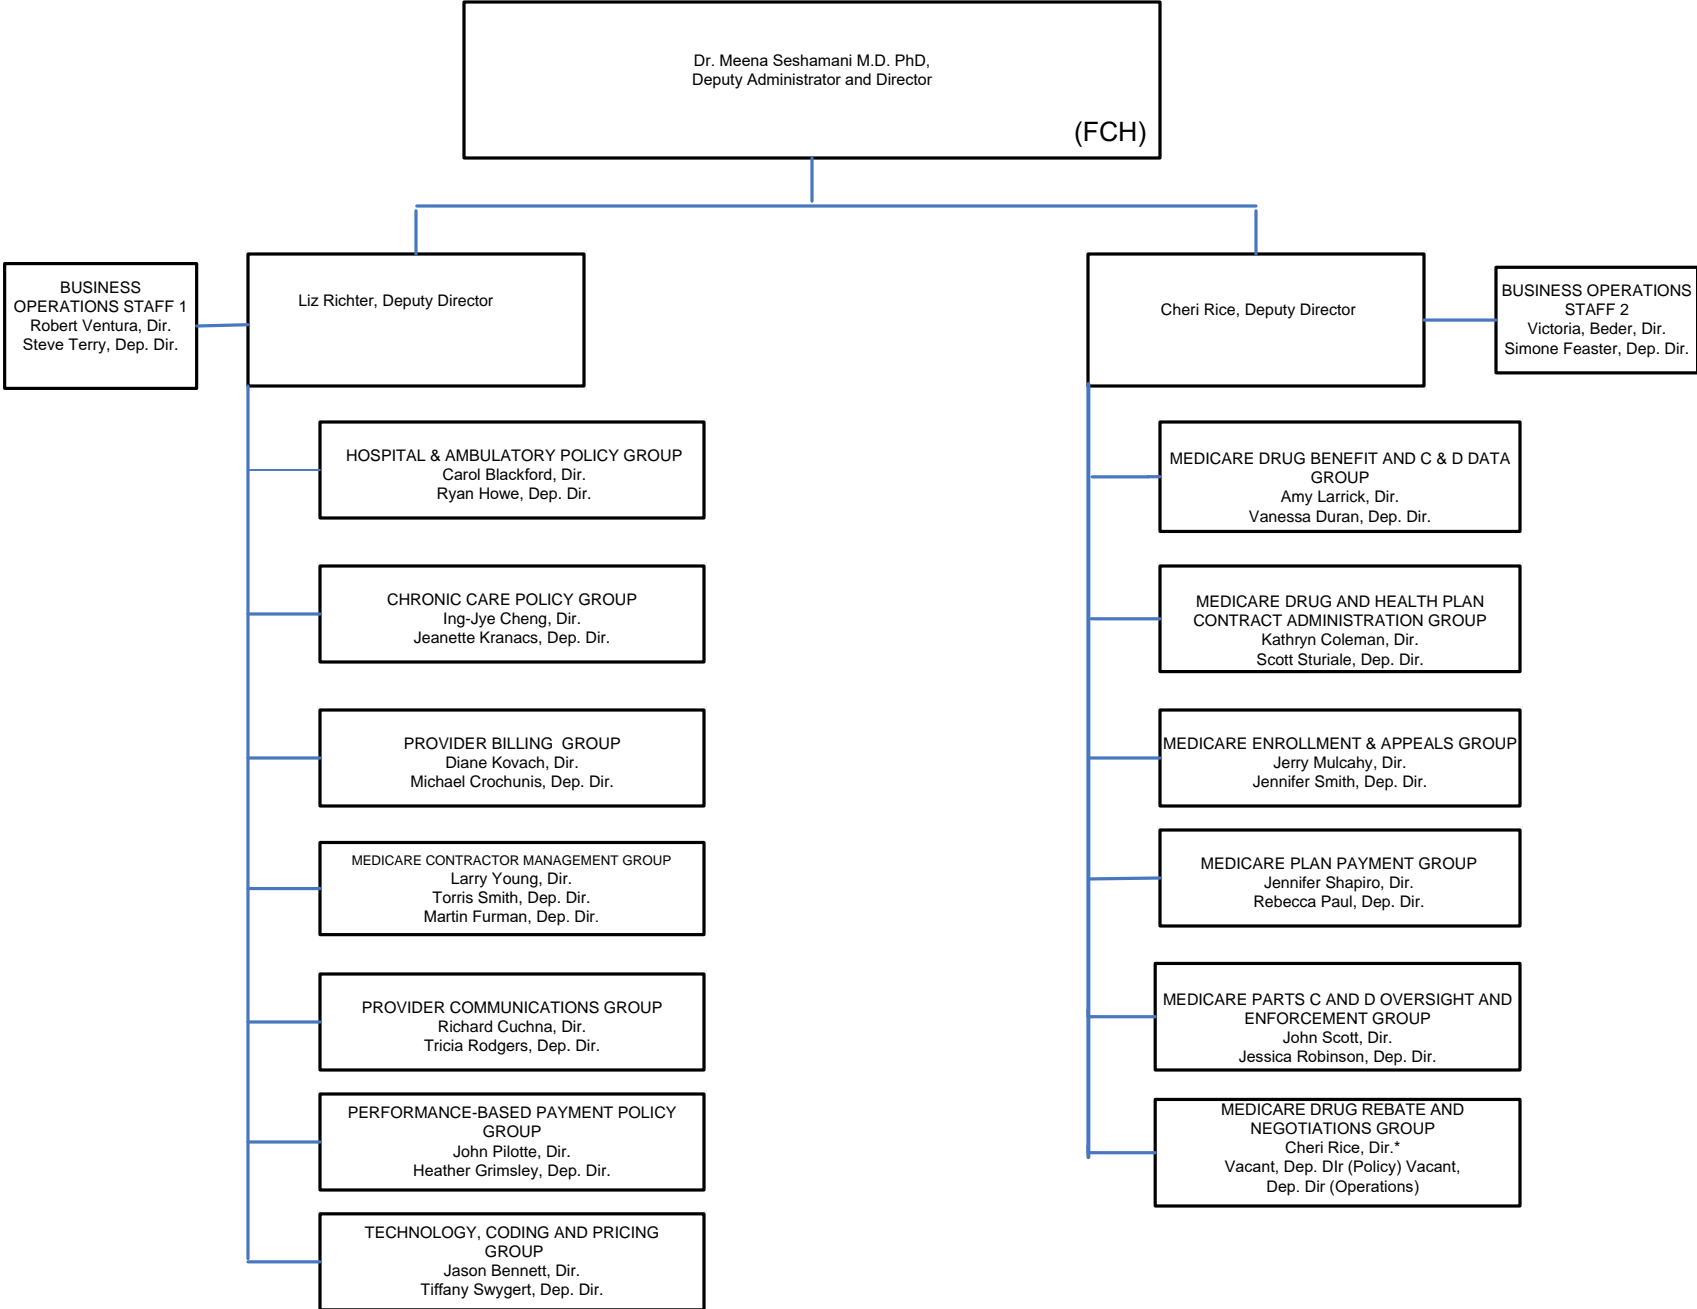 Dr. Meena Seshamani M.D. PhD,
Deputy Administrator and Director
(FCH)
BUSINESS
OPERATIONS STAFF 1
Robert Ventura, Dir.
Steve Terry, Dep. Dir.
Liz Richter, Deputy Director
Cheri Rice, Deputy Director
BUSINESS OPERATIONS
STAFF 2
Victoria, Beder, Dir.
Simone Feaster, Dep. Dir.
HOSPITAL & AMBULATORY POLICY GROUP
Carol Blackford, Dir.
Ryan Howe, Dep. Dir.
CHRONIC CARE POLICY GROUP
Ing-Jye Cheng, Dir.
Jeanette Kranacs, Dep. Dir.
PROVIDER BILLING  GROUP
Diane Kovach, Dir.
Michael Crochunis, Dep. Dir.
MEDICARE CONTRACTOR MANAGEMENT GROUP
Larry Young, Dir.
Torris Smith, Dep. Dir.
Martin Furman, Dep. Dir.
PROVIDER COMMUNICATIONS GROUP
Richard Cuchna, Dir.
Tricia Rodgers, Dep. Dir.
PERFORMANCE-BASED PAYMENT POLICY
GROUP
John Pilotte, Dir.
Heather Grimsley, Dep. Dir.
TECHNOLOGY, CODING AND PRICING
GROUP
Jason Bennett, Dir.
Tiffany Swygert, Dep. Dir.
MEDICARE DRUG BENEFIT AND C & D DATA
GROUP
Amy Larrick, Dir.
Vanessa Duran, Dep. Dir.
MEDICARE DRUG AND HEALTH PLAN
CONTRACT ADMINISTRATION GROUP
Kathryn Coleman, Dir.
Scott Sturiale, Dep. Dir.
MEDICARE ENROLLMENT & APPEALS GROUP
Jerry Mulcahy, Dir.
Jennifer Smith, Dep. Dir.
MEDICARE PLAN PAYMENT GROUP
Jennifer Shapiro, Dir.
Rebecca Paul, Dep. Dir.
MEDICARE PARTS C AND D OVERSIGHT AND
ENFORCEMENT GROUP
John Scott, Dir.
Jessica Robinson, Dep. Dir.
MEDICARE DRUG REBATE AND
NEGOTIATIONS GROUP
Cheri Rice, Dir.*
Vacant, Dep. DIr (Policy) Vacant,
Dep. Dir (Operations)